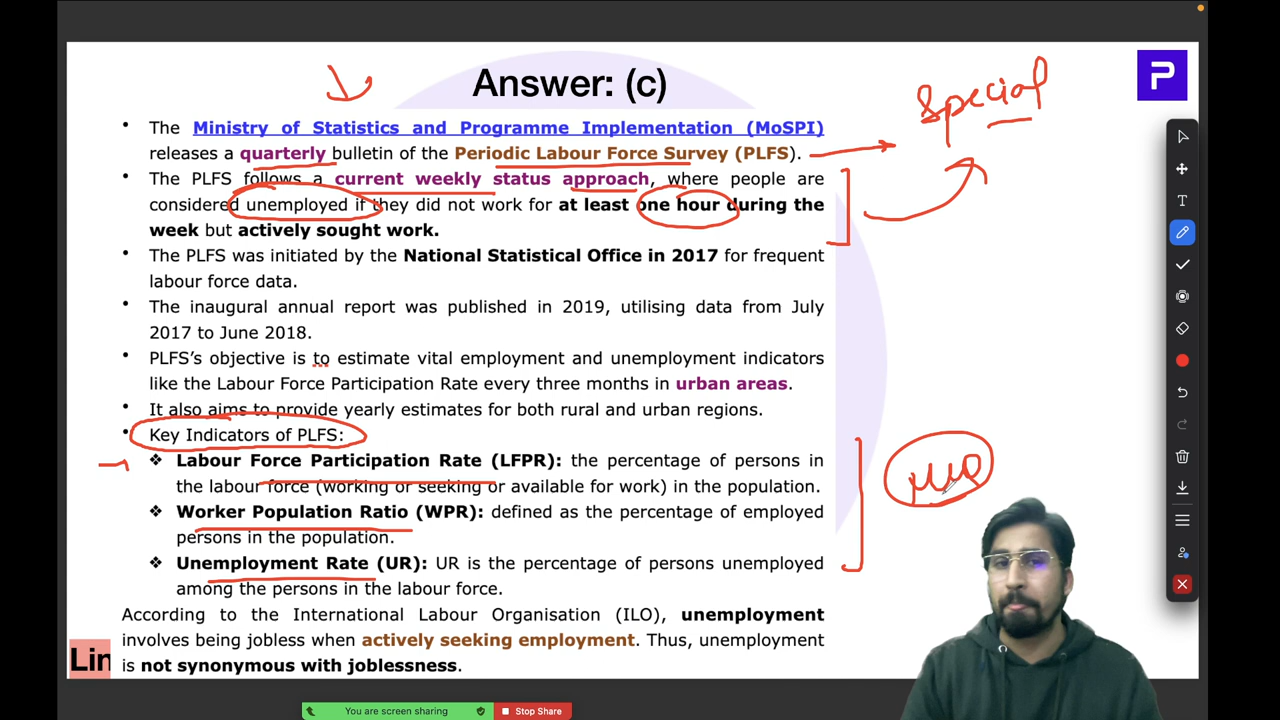 Answer: (c)
P
Special
• The Ministry of Statistics and Programme Implementation (MoSPI)
releases a quarterly bulletin of the Periodic Labour Force Survey (PLFS).
• The PLFS follows a current weekly status approach, where people are
considered unemployed if they did not work for at least one hour during the
week but actively sought work.
• The PLFS was initiated by the National Statistical Office in 2017 for frequent
labour force data.
• The inaugural annual report was published in 2019, utilising data from July
2017 to June 2018.
• PLFS’s objective is to estimate vital employment and unemployment indicators
like the Labour Force Participation Rate every three months in urban areas.
• It also aims to provide yearly estimates for both rural and urban regions.
• Key Indicators of PLFS:
❖ Labour Force Participation Rate (LFPR): the percentage of persons in
the labour force (working or seeking or available for work) in the population.
❖ Worker Population Ratio (WPR): defined as the percentage of employed
persons in the population.
❖ Unemployment Rate (UR): UR is the percentage of persons unemployed
among the persons in the labour force.
According to the International Labour Organisation (ILO), unemployment
involves being jobless when actively seeking employment. Thus, unemployment
is not synonymous with joblessness.
Lin
T
You are screen sharing
Stop Share